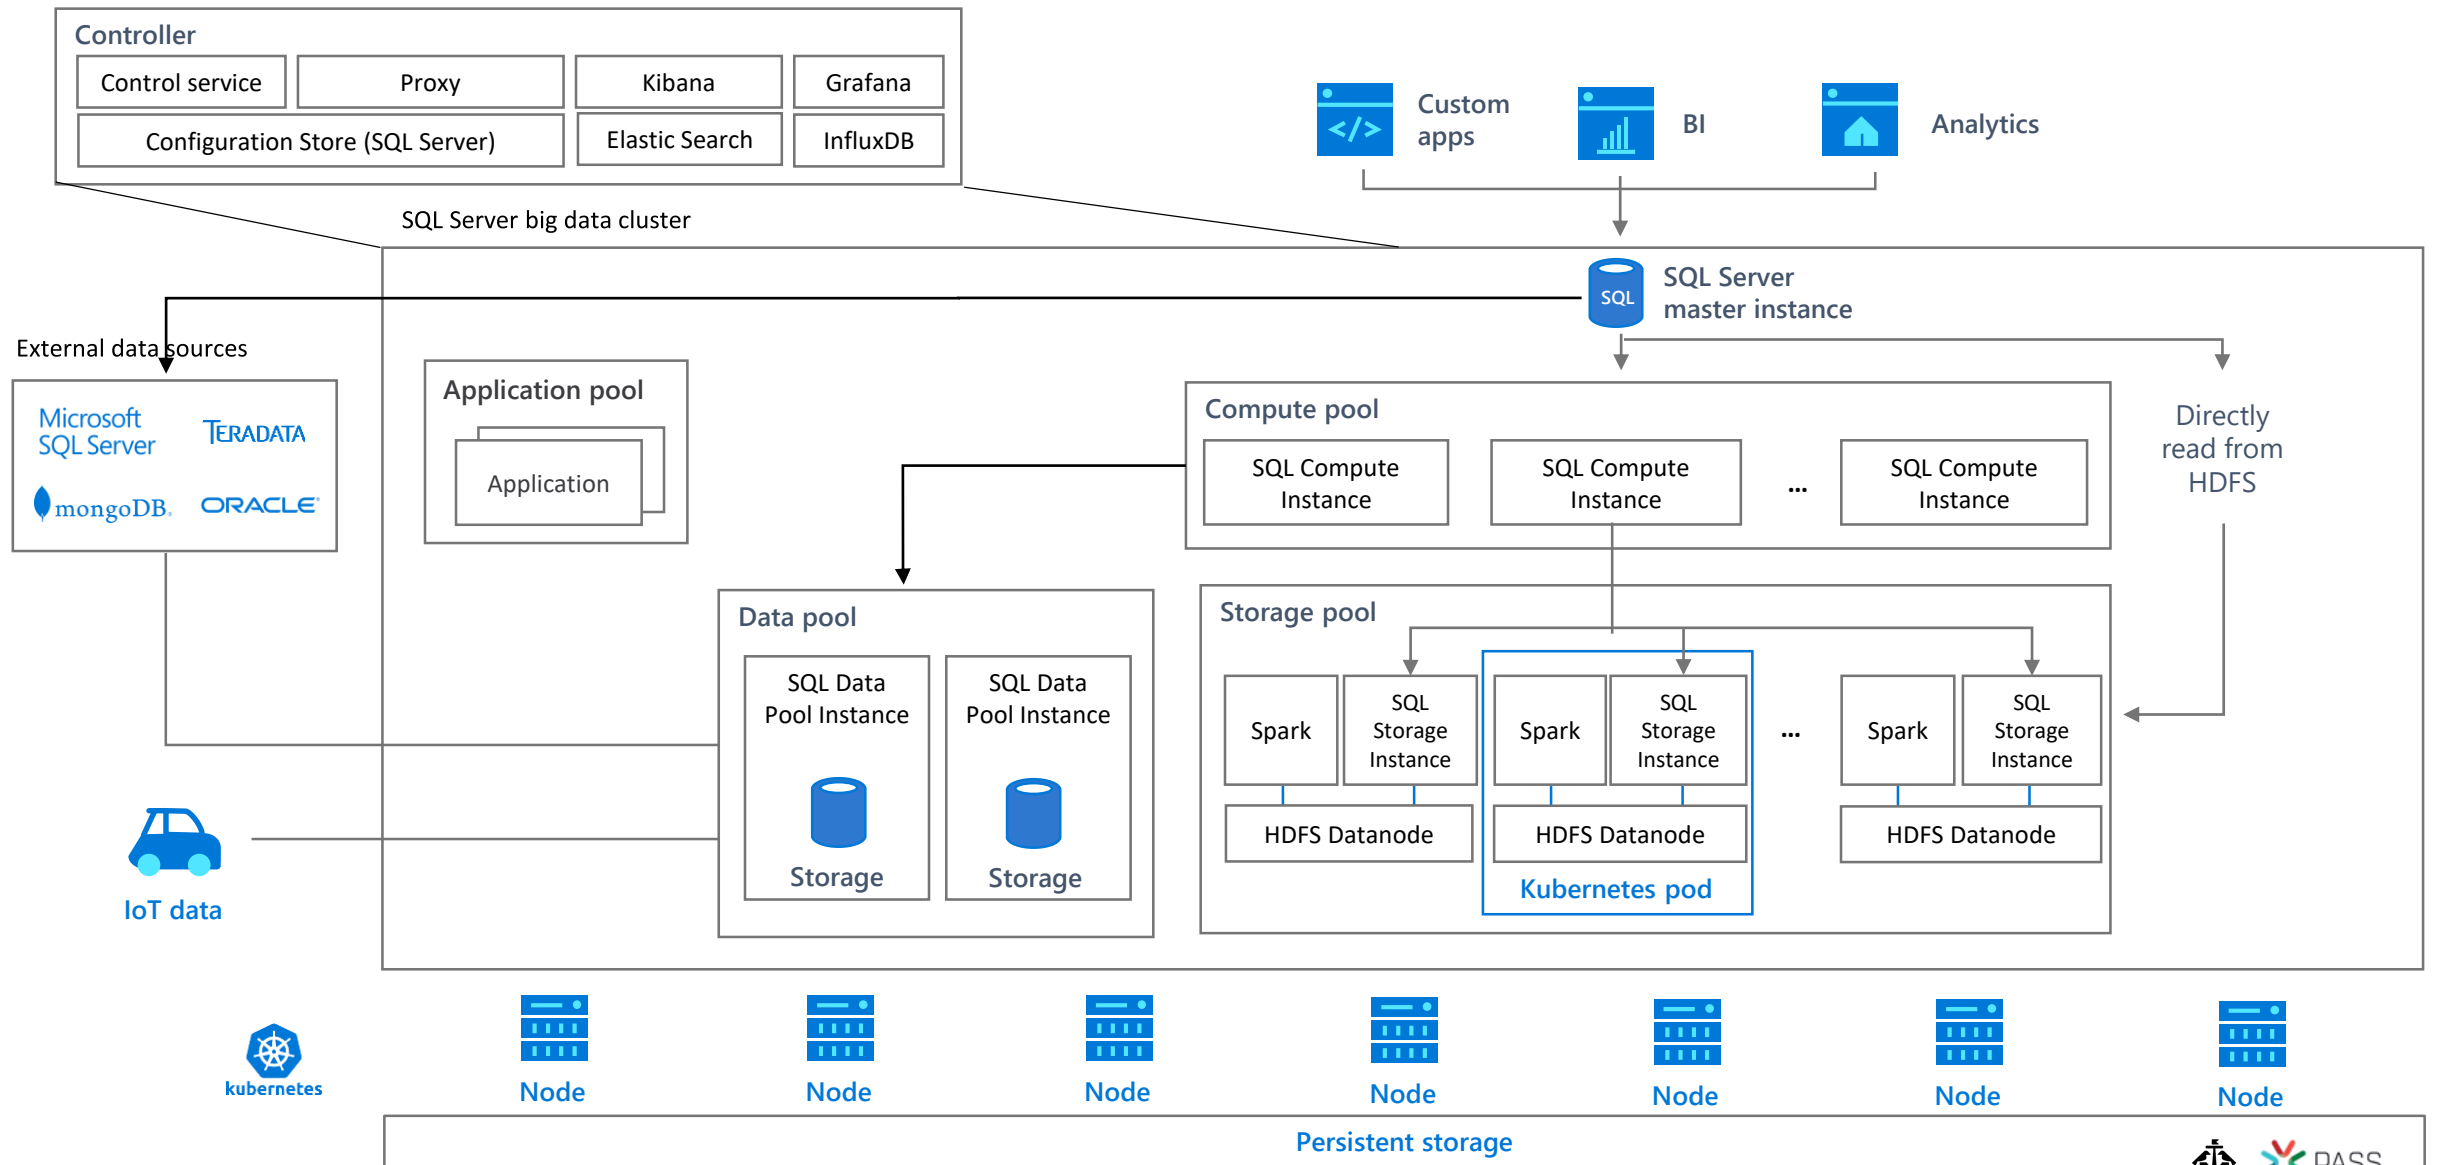 Controller
Control service
Proxy
Kibana
Grafana
Configuration Store (SQL Server)
Elastic Search
InfluxDB
Custom
apps
BI
Analytics
SQL Server big data cluster
SQL
SQL Server
master instance
External data sources
Microsoft
SQL Server
TERADATA
mongoDB.
ORACLE
Application pool
Application
Compute pool
SQL Compute
Instance
SQL Compute
Instance
...
SQL Compute
Instance
Directly
read from
HDFS
Data pool
SQL Data
Pool Instance
Storage
SQL Data
Pool Instance
Storage
Storage pool
Spark
SQL
Storage
Instance
HDFS Datanode
Spark
SQL
Storage
Instance
HDFS Datanode
Kubernetes pod
...
Spark
SQL
Storage
Instance
HDFS Datanode
IoT data
kubernetes
Node
Node
Node
Node
Node
Node
Node
Persistent storage
PASS